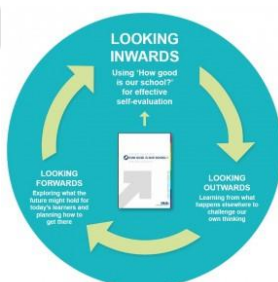 LOOKING
INWARDS
Using 'How good
is our school?'
for effective
self-evaluation
LOOKING
OUTWARDS
Learning from what
happens elsewhere to
challenge our
own thinking
LOOKING
FORWARDS
Exploring what the
future might hold for
today's learners and
planning how to
get there